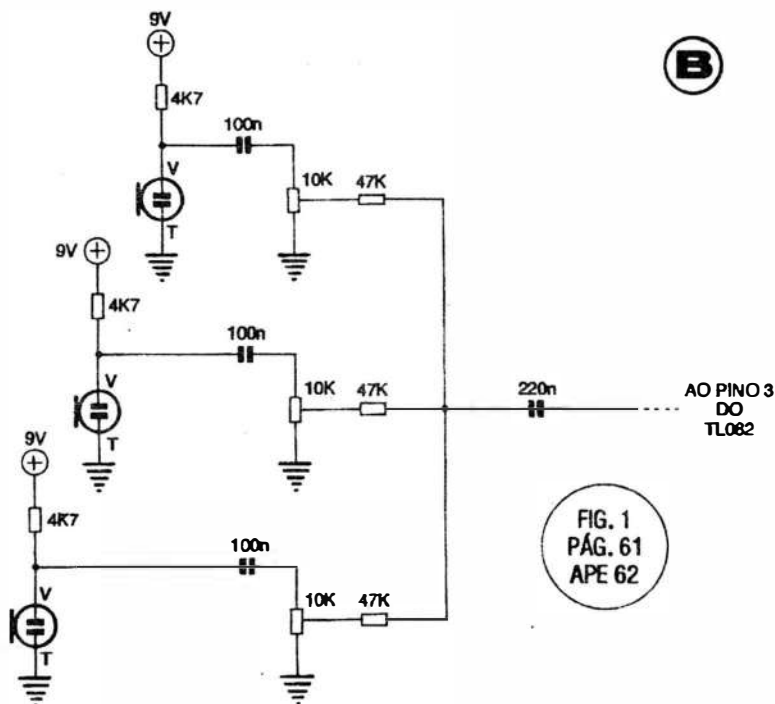 9V
B
4K7
100n
V
10K
47K
T
9V
4K7
100n
V
10K
47K
220n
AO PINO 3
DO
TL082
T
9V
4K7
FIG. 1
PÁG. 61
APE 62
100n
V
10K
47K
T